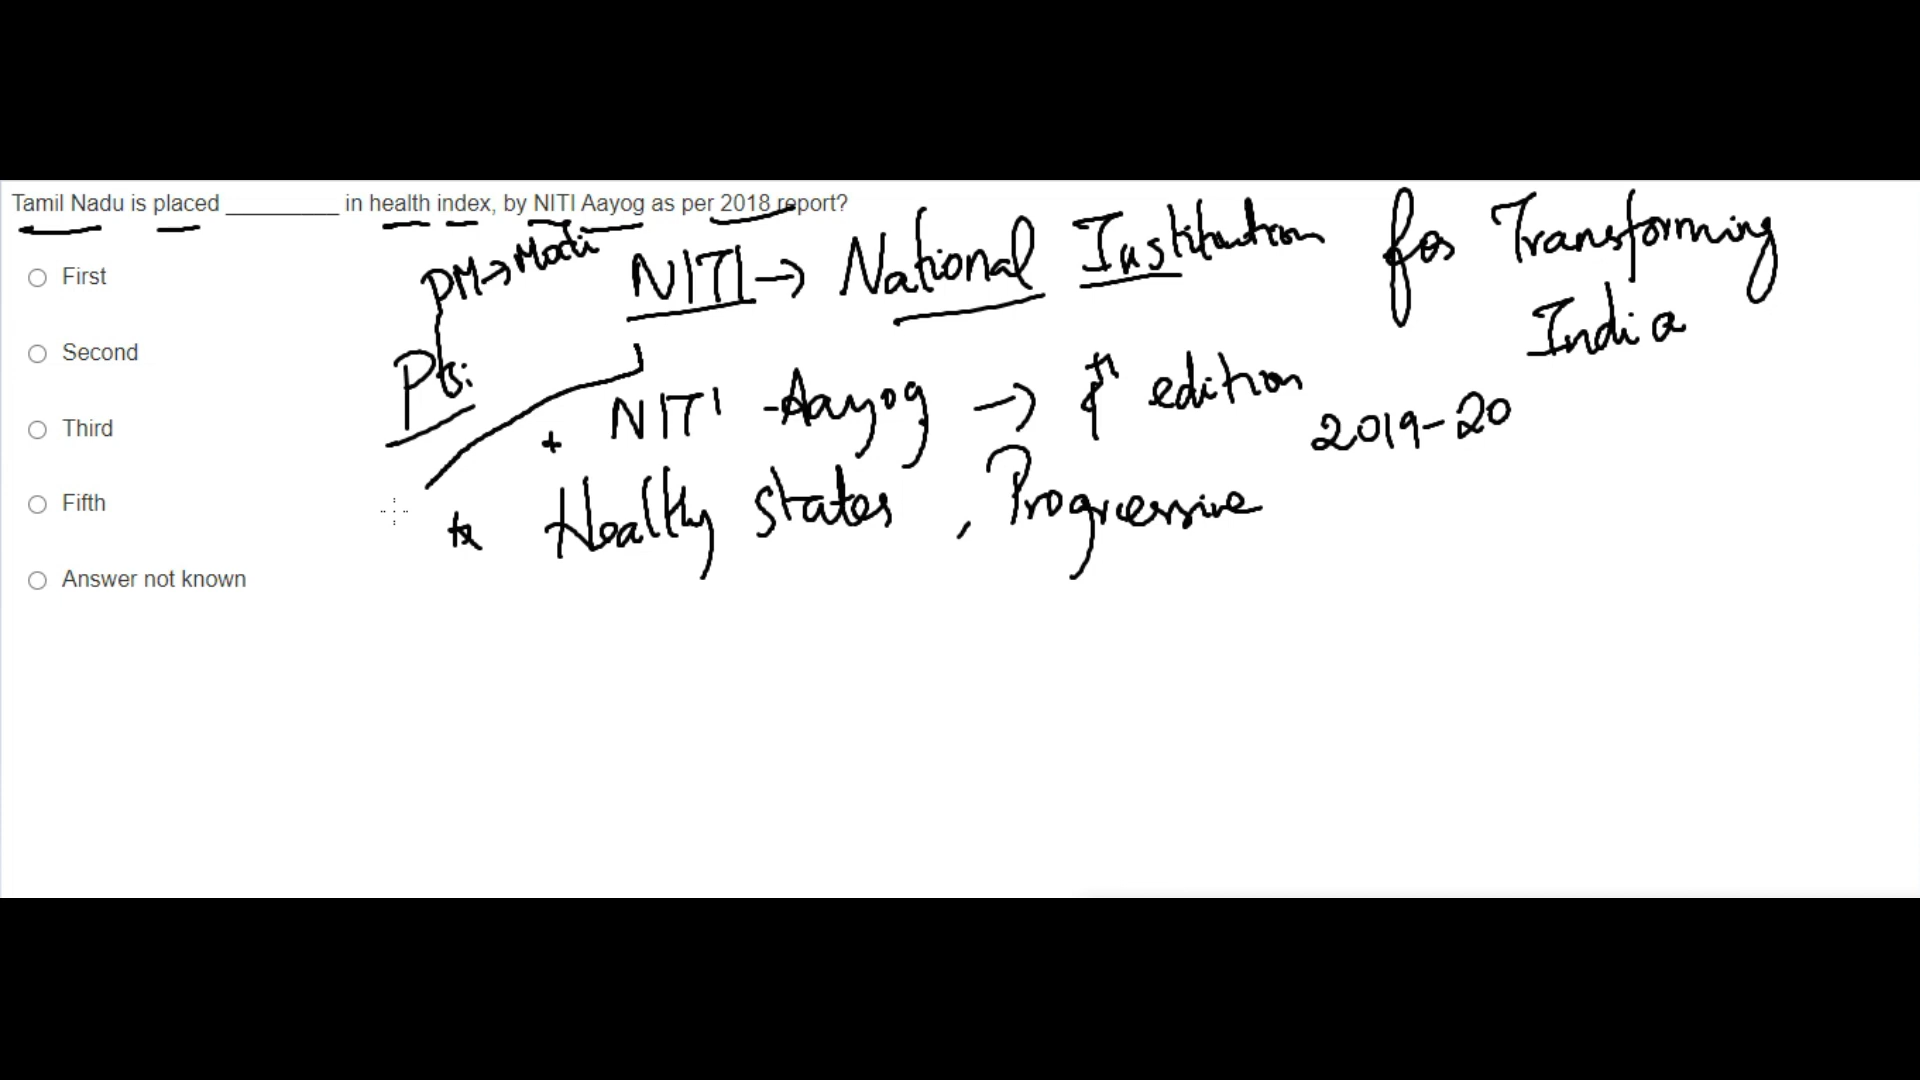 Tamil Nadu is placed _________ in health index, by NITI Aayog as per 2018 report?
First
Second
Third
Fifth
Answer not known
PM→Modi
NITI → National Institution for Transforming
India
Pts:
NITI -Aayog → edition
2019-20
Healthy states, Progressive